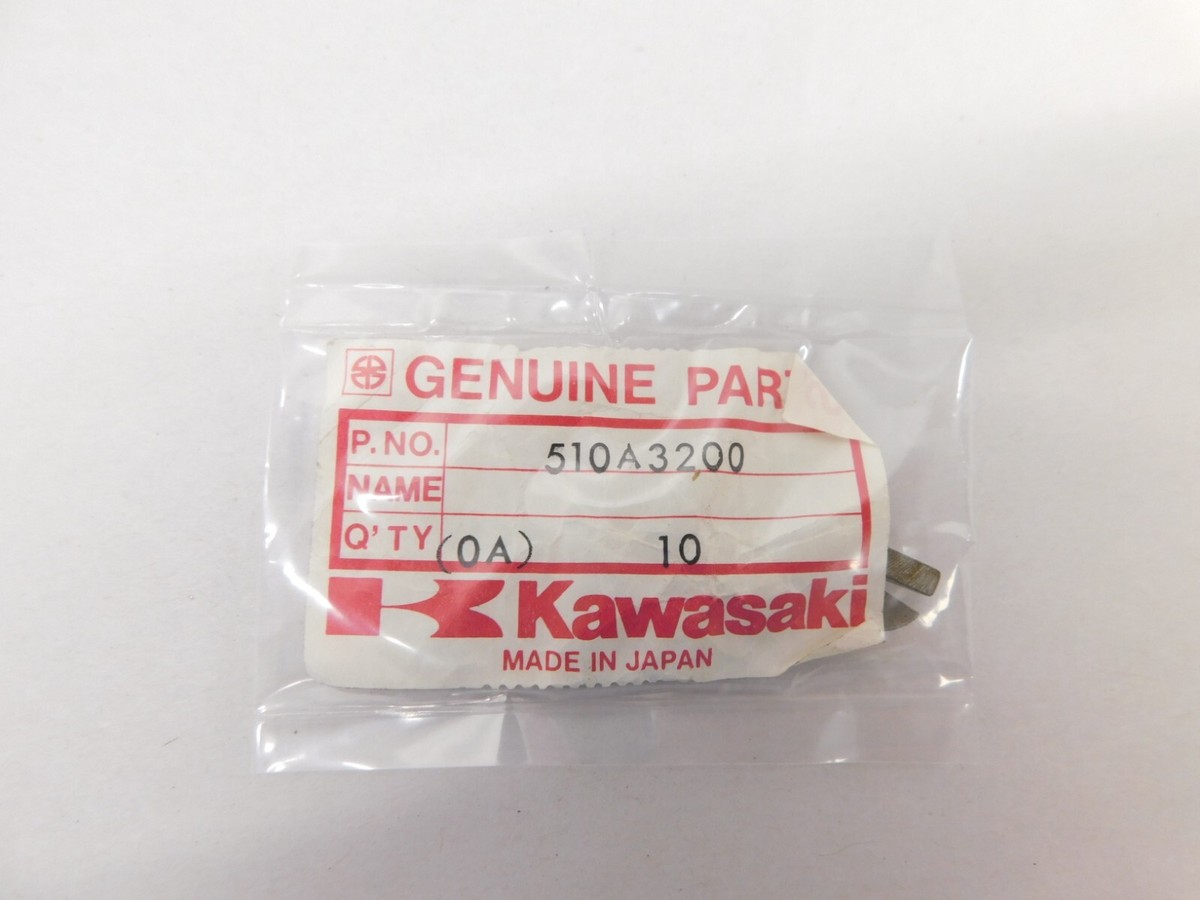 GENUINE PART
P. NO. 510A3200
NAME
Q'TY (0A) 10
Kawasaki
MADE IN JAPAN